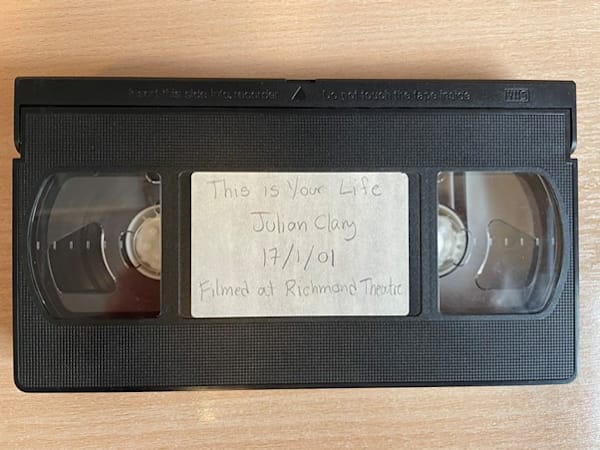 Insert this side into recorder Do not touch the tape inside VHS
This is Your Life
Julian Clary
17/1/01
Filmed at Richmond Theatre